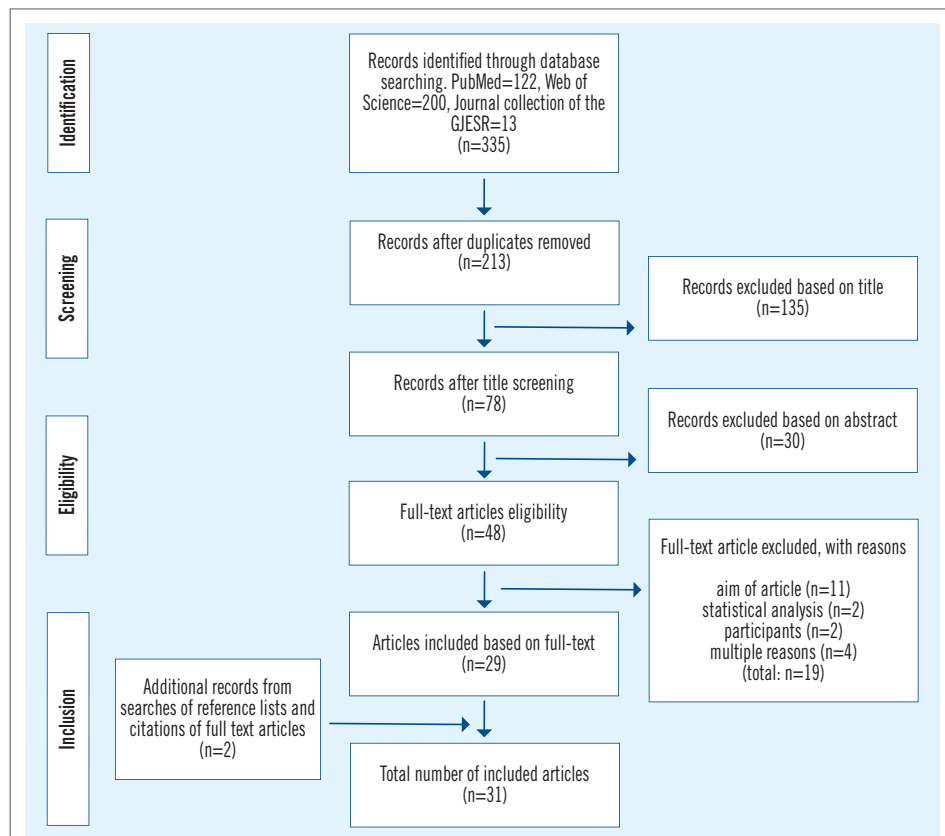 Identification
Records identified through database
searching. PubMed=122, Web of
Science=200, Journal collection of the
GJESR=13
(n=335)
Screening
Records after duplicates removed
(n=213)
Records excluded based on title
(n=135)
Records after title screening
(n=78)
Eligibility
Records excluded based on abstract
(n=30)
Full-text articles eligibility
(n=48)
Full-text article excluded, with reasons
aim of article (n=11)
statistical analysis (n=2)
participants (n=2)
multiple reasons (n=4)
(total: n=19)
Inclusion
Articles included based on full-text
(n=29)
Additional records from
searches of reference lists and
citations of full text articles
(n=2)
Total number of included articles
(n=31)